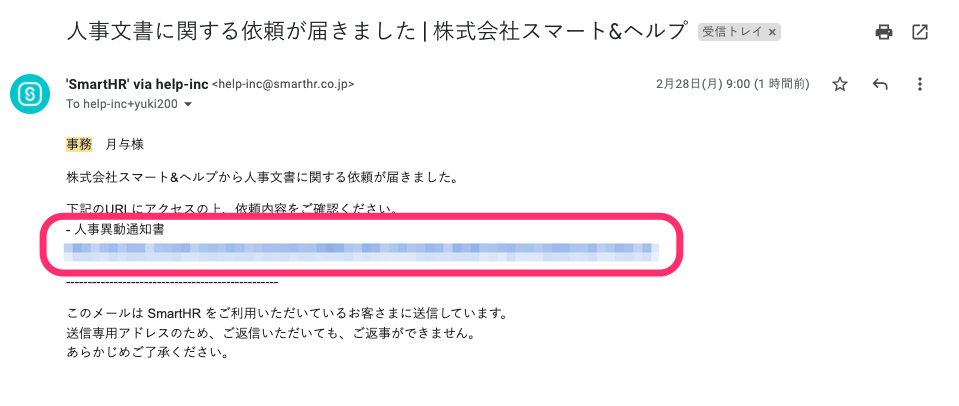 人事文書に関する依頼が届きました | 株式会社スマート&ヘルプ 受信トレイ ×
'SmartHR' via help-inc <help-inc@smarthr.co.jp> 2月28日(月) 9:00 (1 時間前)
To help-inc+yuki200
事務 月与様
株式会社スマート&ヘルプから人事文書に関する依頼が届きました。
下記のURLにアクセスの上、依頼内容をご確認ください。
- 人事異動通知書
------------------------------------------------
このメールは SmartHR をご利用いただいているお客さまに送信しています。
送信専用アドレスのため、ご返信いただいても、ご返事ができません。
あらかじめご了承ください。